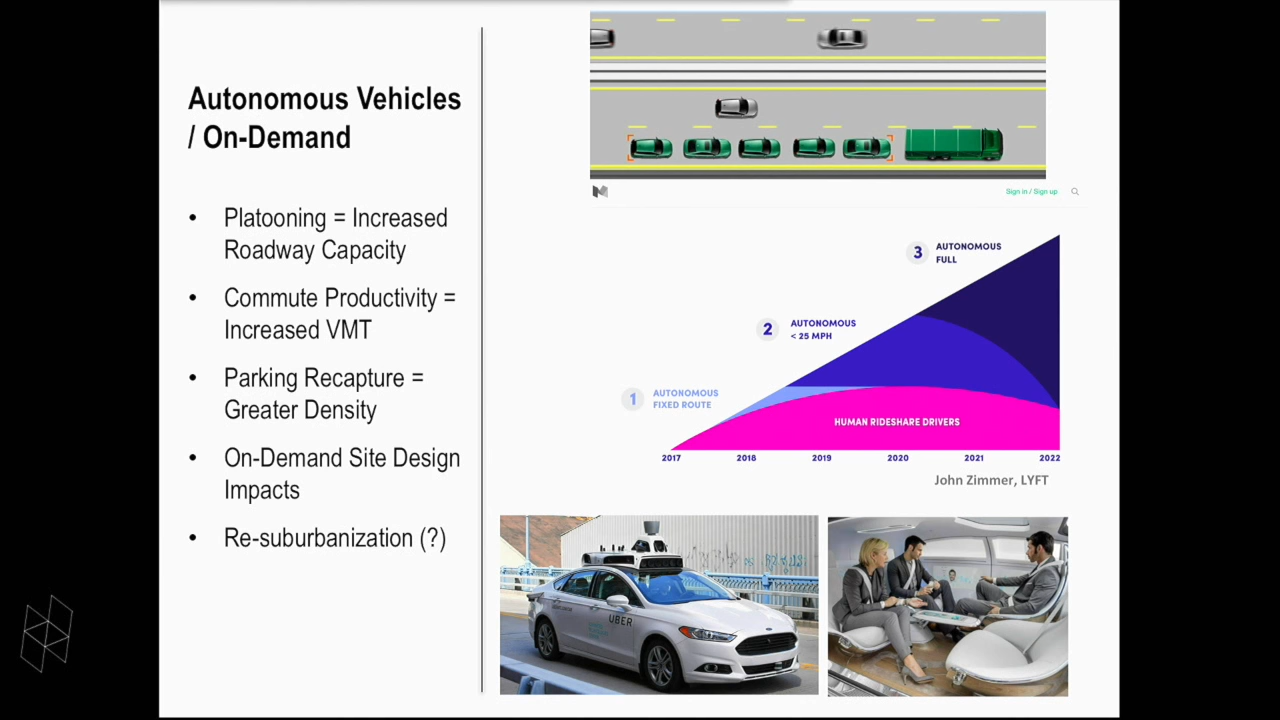 Autonomous Vehicles
/ On-Demand
• Platooning = Increased
Roadway Capacity
• Commute Productivity =
Increased VMT
• Parking Recapture =
Greater Density
• On-Demand Site Design
Impacts
• Re-suburbanization (?)
Sign in / Sign up
3 AUTONOMOUS
FULL
2 AUTONOMOUS
< 25 MPH
1 AUTONOMOUS
FIXED ROUTE
HUMAN RIDESHARE DRIVERS
2017 2018 2019 2020 2021 2022
John Zimmer, LYFT
UBER